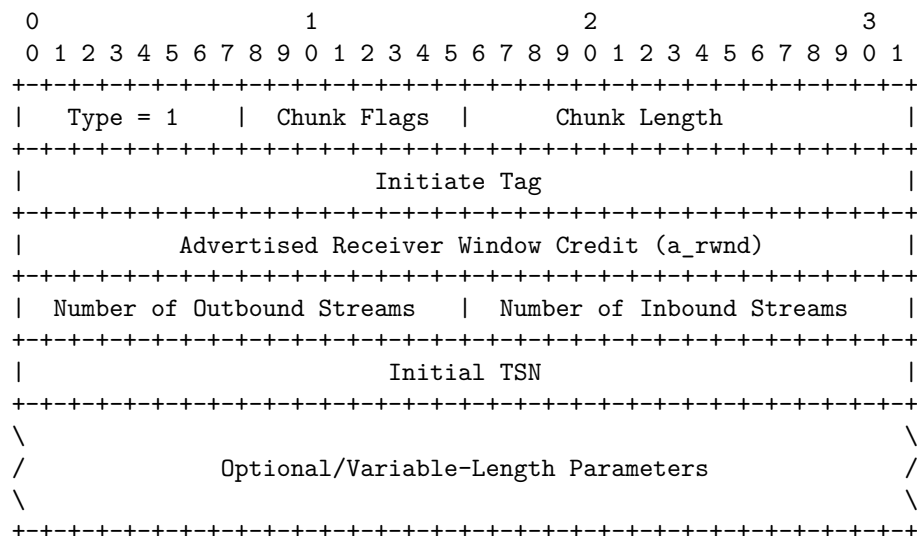 0                   1                   2                   3
 0 1 2 3 4 5 6 7 8 9 0 1 2 3 4 5 6 7 8 9 0 1 2 3 4 5 6 7 8 9 0 1
+-+-+-+-+-+-+-+-+-+-+-+-+-+-+-+-+-+-+-+-+-+-+-+-+-+-+-+-+-+-+-+-+
|   Type = 1    |  Chunk Flags  |      Chunk Length             |
+-+-+-+-+-+-+-+-+-+-+-+-+-+-+-+-+-+-+-+-+-+-+-+-+-+-+-+-+-+-+-+-+
|                         Initiate Tag                          |
+-+-+-+-+-+-+-+-+-+-+-+-+-+-+-+-+-+-+-+-+-+-+-+-+-+-+-+-+-+-+-+-+
|           Advertised Receiver Window Credit (a_rwnd)          |
+-+-+-+-+-+-+-+-+-+-+-+-+-+-+-+-+-+-+-+-+-+-+-+-+-+-+-+-+-+-+-+-+
|  Number of Outbound Streams   |  Number of Inbound Streams    |
+-+-+-+-+-+-+-+-+-+-+-+-+-+-+-+-+-+-+-+-+-+-+-+-+-+-+-+-+-+-+-+-+
|                          Initial TSN                          |
+-+-+-+-+-+-+-+-+-+-+-+-+-+-+-+-+-+-+-+-+-+-+-+-+-+-+-+-+-+-+-+-+
\                                                               \
/              Optional/Variable-Length Parameters              /
\                                                               \
+-+-+-+-+-+-+-+-+-+-+-+-+-+-+-+-+-+-+-+-+-+-+-+-+-+-+-+-+-+-+-+-+